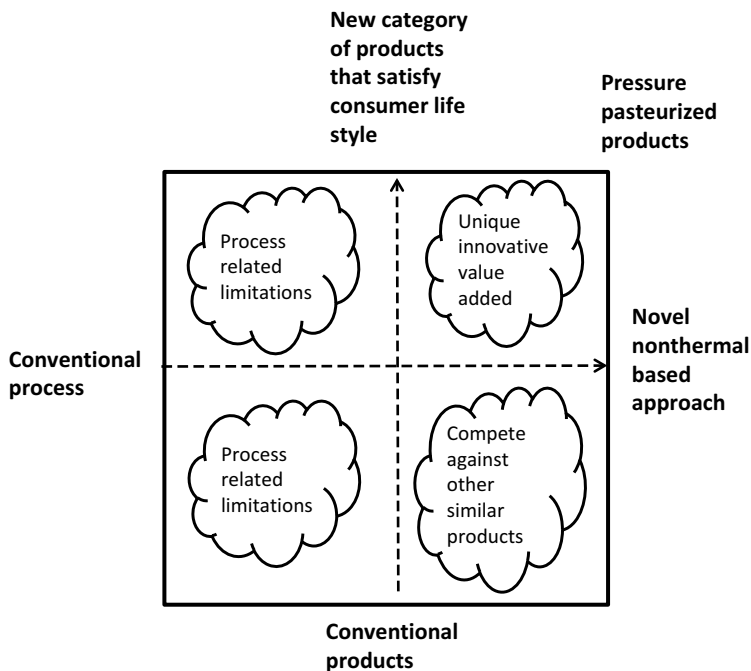 New category
of products
that satisfy
consumer life
style
Pressure
pasteurized
products
Process
related
limitations
Unique
innovative
value
added
Conventional
process
Novel
nonthermal
based
approach
Process
related
limitations
Compete
against
other
similar
products
Conventional
products